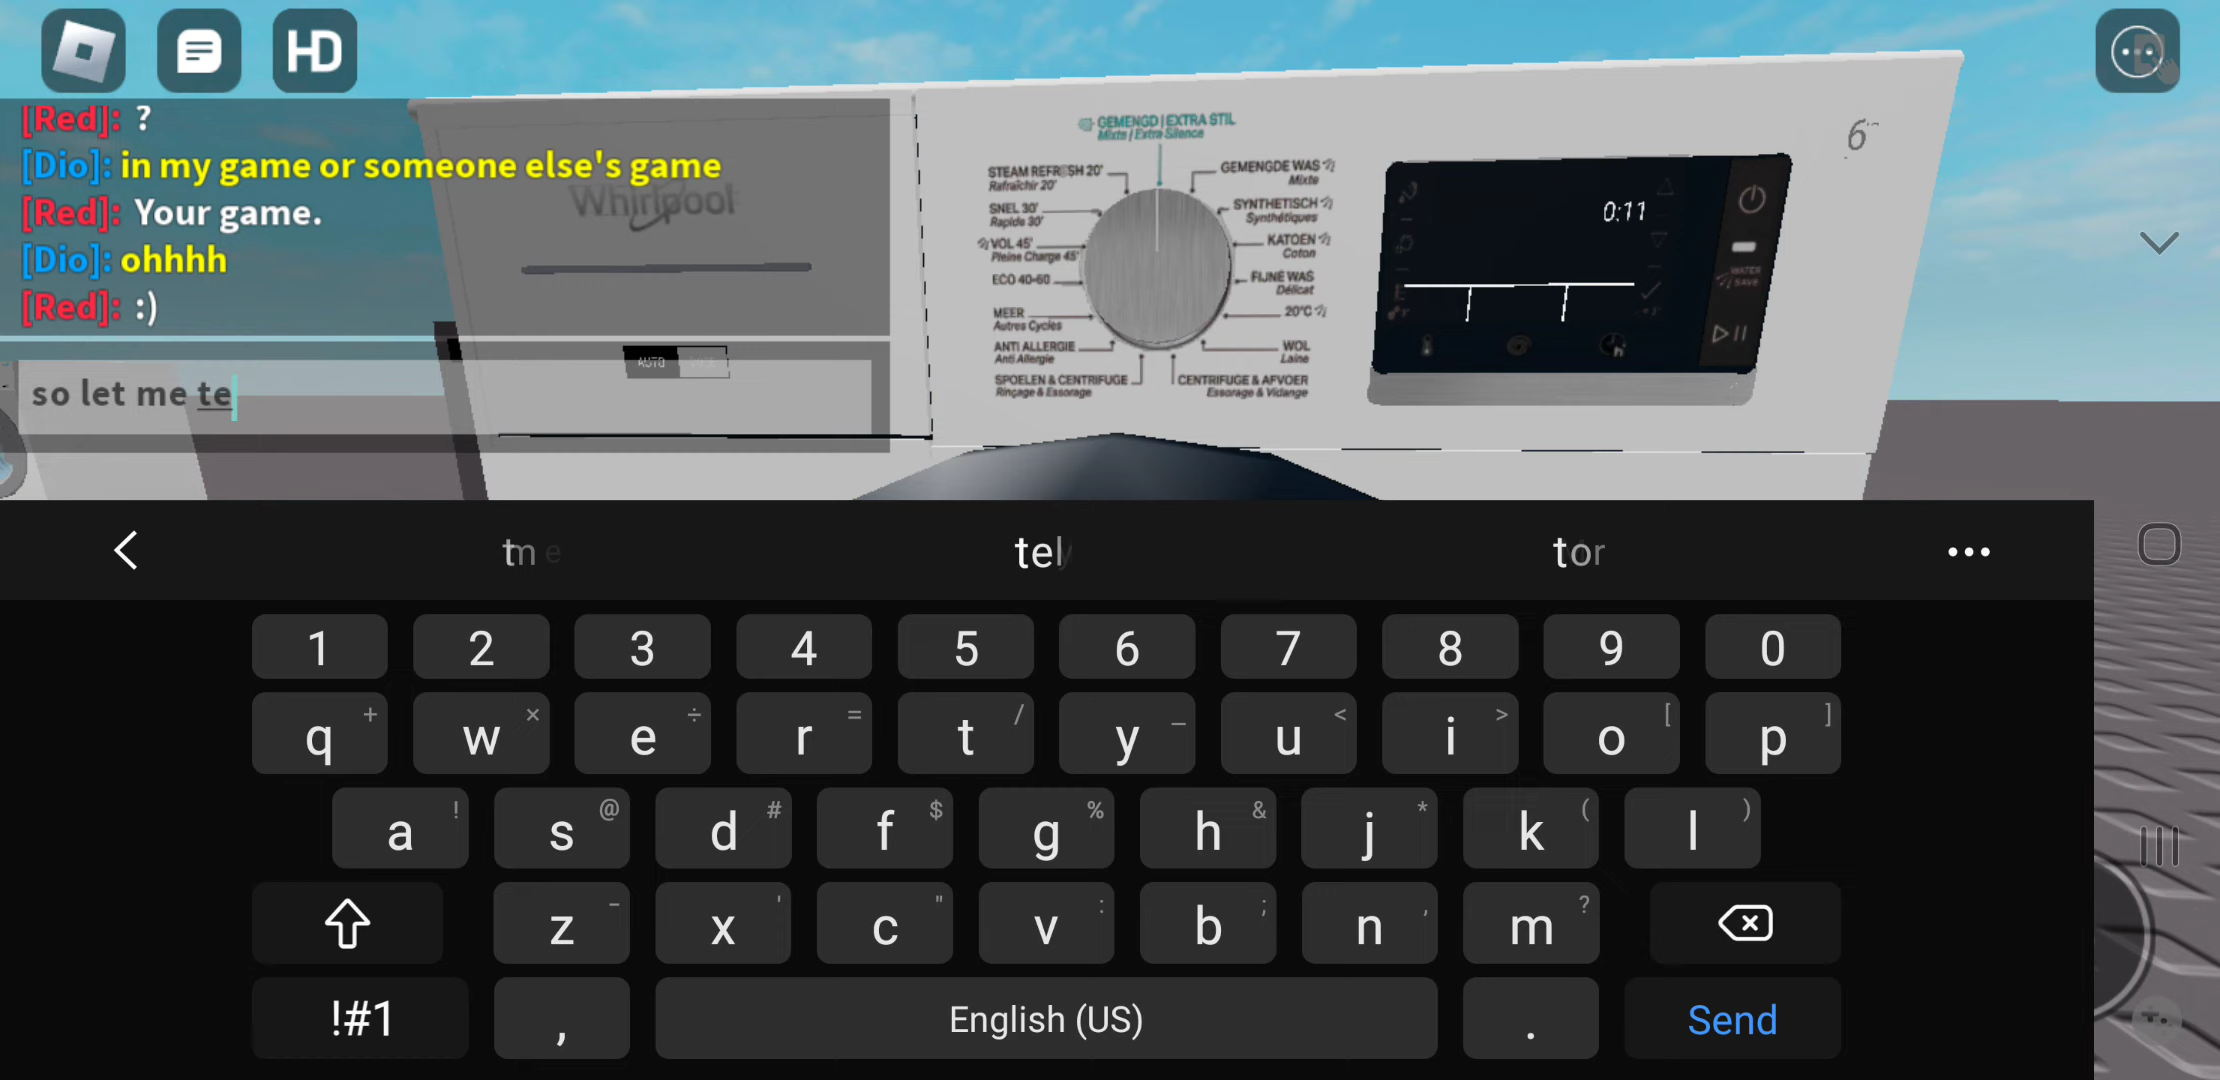 HD
[Red]: ?
[Dio]: in my game or someone else's game
[Red]: Your game.
[Dio]: ohhhh
[Red]: :)
so let me te
Whirlpool
AUTO
GEMENGD | EXTRA STIL
Mixte | Extra Silence
STEAM REFRESH 20'
Rafraîchir 20'
SNEL 30'
Rapide 30'
VOL 45'
Pleine Charge 45'
ECO 40-60
MEER
Autres Cycles
ANTI ALLERGIE
Anti Allergie
SPOELEN & CENTRIFUGE
Rinçage & Essorage
GEMENGDE WAS
Mixte
SYNTHETISCH
Synthétiques
KATOEN
Coton
FIJNE WAS
Délicat
20°C
WOL
Laine
CENTRIFUGE & AFVOER
Essorage & Vidange
0:11
WATER
SAVE
6
tel
tor
1 2 3 4 5 6 7 8 9 0
q + w × e ÷ r = t / y _ u < i > o [ p ]
a ! s @ d # f $ g % h & j * k ( l )
z - x ' c " v : b ; n , m ?
!#1 , English (US) . Send